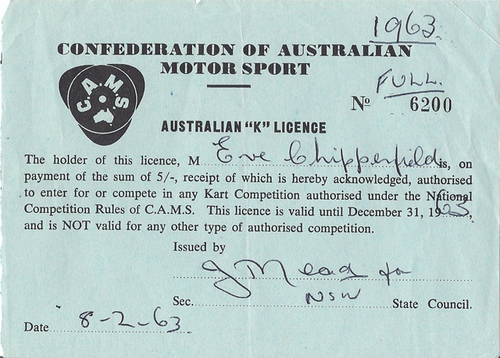 1963
CONFEDERATION OF AUSTRALIAN
MOTOR SPORT
FULL
C.A.M.S.
No 6200
AUSTRALIAN "K" LICENCE
The holder of this licence, M Eve Chipperfield is, on
payment of the sum of 5/-, receipt of which is hereby acknowledged, authorised
to enter for or compete in any Kart Competition authorised under the National
Competition Rules of C.A.M.S. This licence is valid until December 31, 1963,
and is NOT valid for any other type of authorised competition.
Issued by
J Mead for
Sec. NSW State Council.
Date 8-2-63